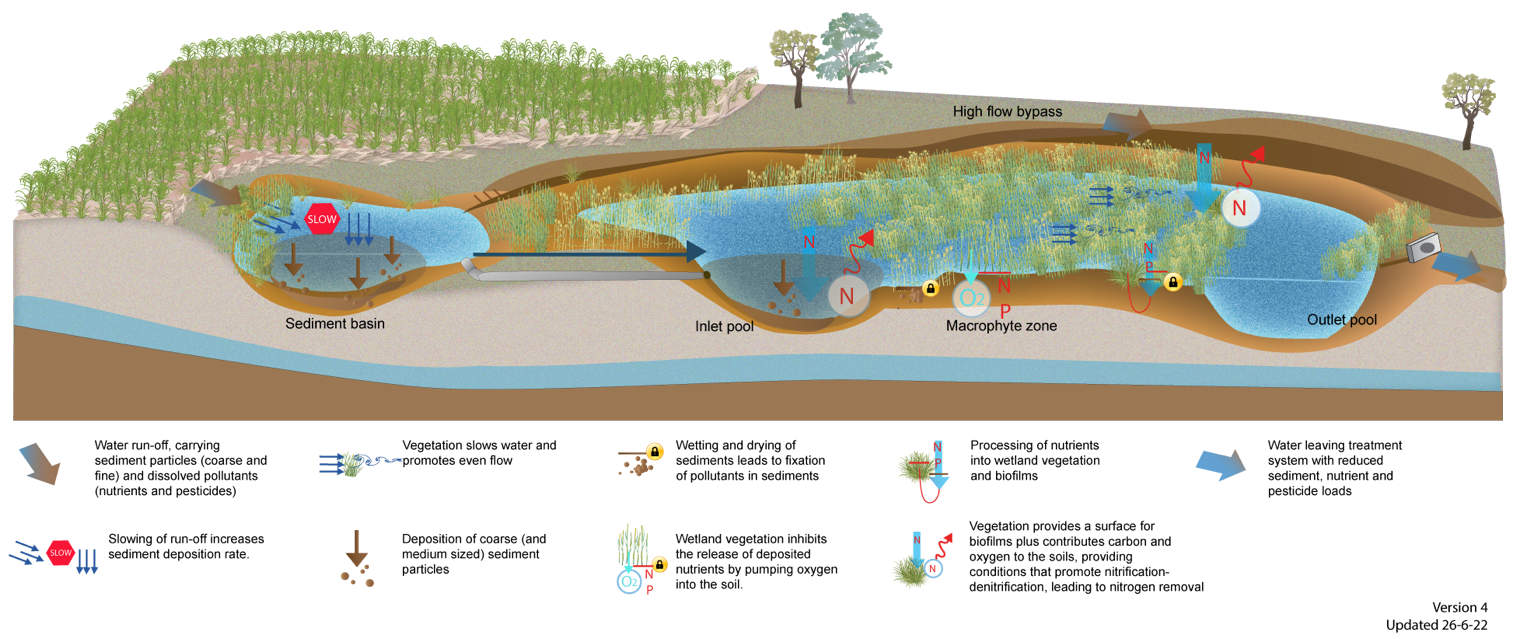 High flow bypass
N
N
SLOW
N
N
N
P
O2
N
P
Sediment basin
Inlet pool
Macrophyte zone
Outlet pool
Water run-off, carrying
sediment particles (coarse and
fine) and dissolved pollutants
(nutrients and pesticides)
Vegetation slows water and
promotes even flow
Wetting and drying of
sediments leads to fixation
of pollutants in sediments
N
P
Processing of nutrients
into wetland vegetation
and biofilms
Water leaving treatment
system with reduced
sediment, nutrient and
pesticide loads
SLOW
Slowing of run-off increases
sediment deposition rate.
Deposition of coarse (and
medium sized) sediment
particles
O2
N
P
Wetland vegetation inhibits
the release of deposited
nutrients by pumping oxygen
into the soil.
N
N
Vegetation provides a surface for
biofilms plus contributes carbon and
oxygen to the soils, providing
conditions that promote nitrification-
denitrification, leading to nitrogen removal
Version 4
Updated 26-6-22